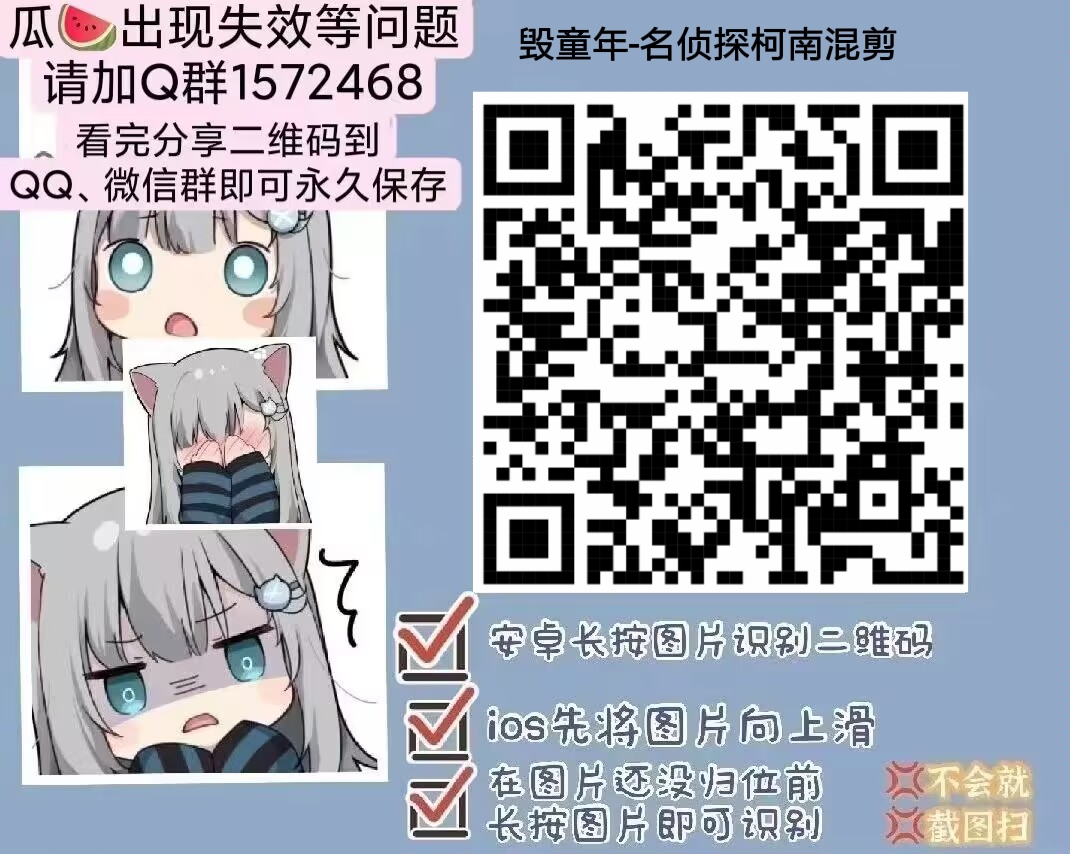 瓜🍉出现失效等问题
请加Q群1572468
看完分享二维码到
QQ、微信群即可永久保存
毁童年-名侦探柯南混剪
安卓长按图片识别二维码
ios先将图片向上滑
在图片还没归位前
长按图片即可识别
💢不会就
💢截图扫